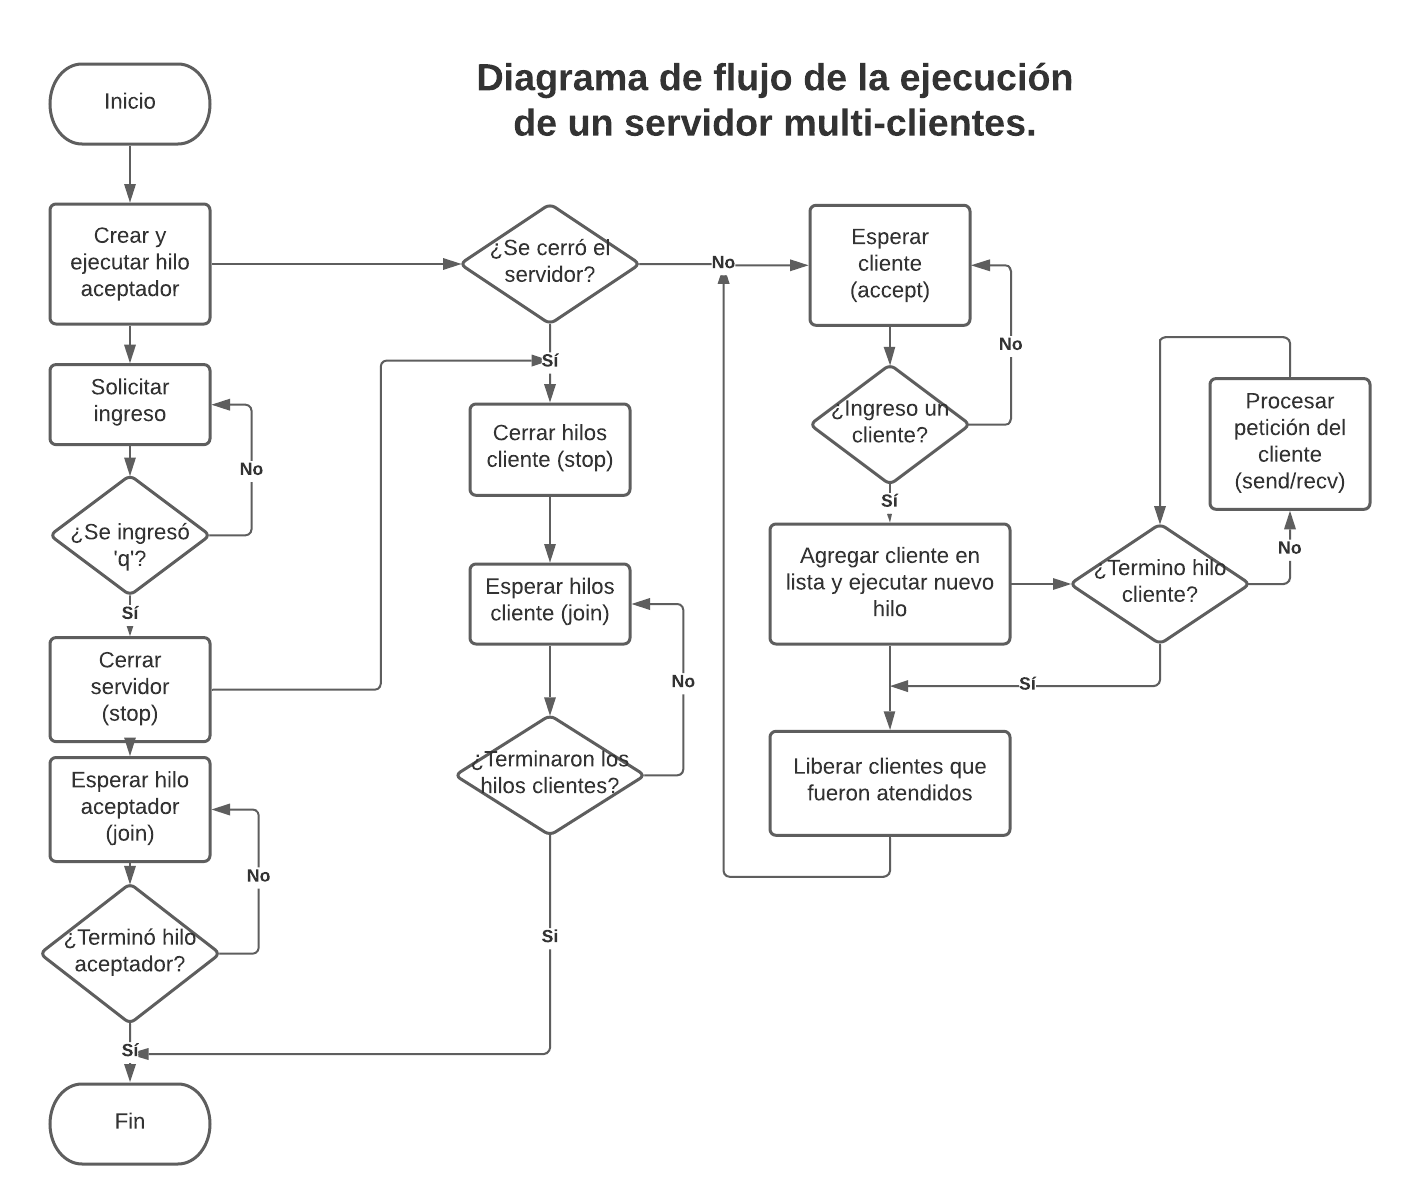 Diagrama de flujo de la ejecución
de un servidor multi-clientes.
Inicio
Crear y
ejecutar hilo
aceptador
Solicitar
ingreso
No
¿Se ingresó
'q'?
Sí
Cerrar
servidor
(stop)
Esperar hilo
aceptador
(join)
No
¿Terminó hilo
aceptador?
Sí
Fin
¿Se cerró el
servidor?
No
Sí
Cerrar hilos
cliente (stop)
Esperar hilos
cliente (join)
No
¿Terminaron los
hilos clientes?
Si
Esperar
cliente
(accept)
No
¿Ingreso un
cliente?
Sí
Agregar cliente en
lista y ejecutar nuevo
hilo
Liberar clientes que
fueron atendidos
Procesar
petición del
cliente
(send/recv)
No
¿Termino hilo
cliente?
Sí